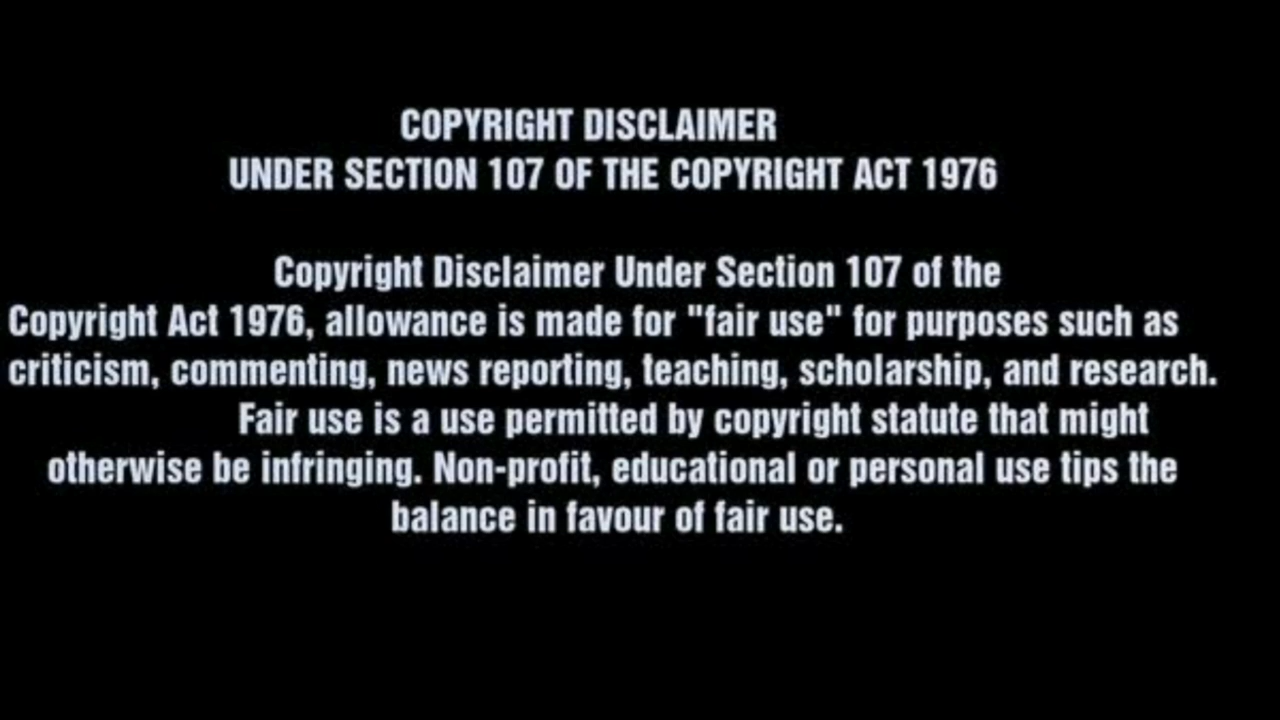 COPYRIGHT DISCLAIMER
UNDER SECTION 107 OF THE COPYRIGHT ACT 1976
Copyright Disclaimer Under Section 107 of the
Copyright Act 1976, allowance is made for "fair use" for purposes such as
criticism, commenting, news reporting, teaching, scholarship, and research.
Fair use is a use permitted by copyright statute that might
otherwise be infringing. Non-profit, educational or personal use tips the
balance in favour of fair use.